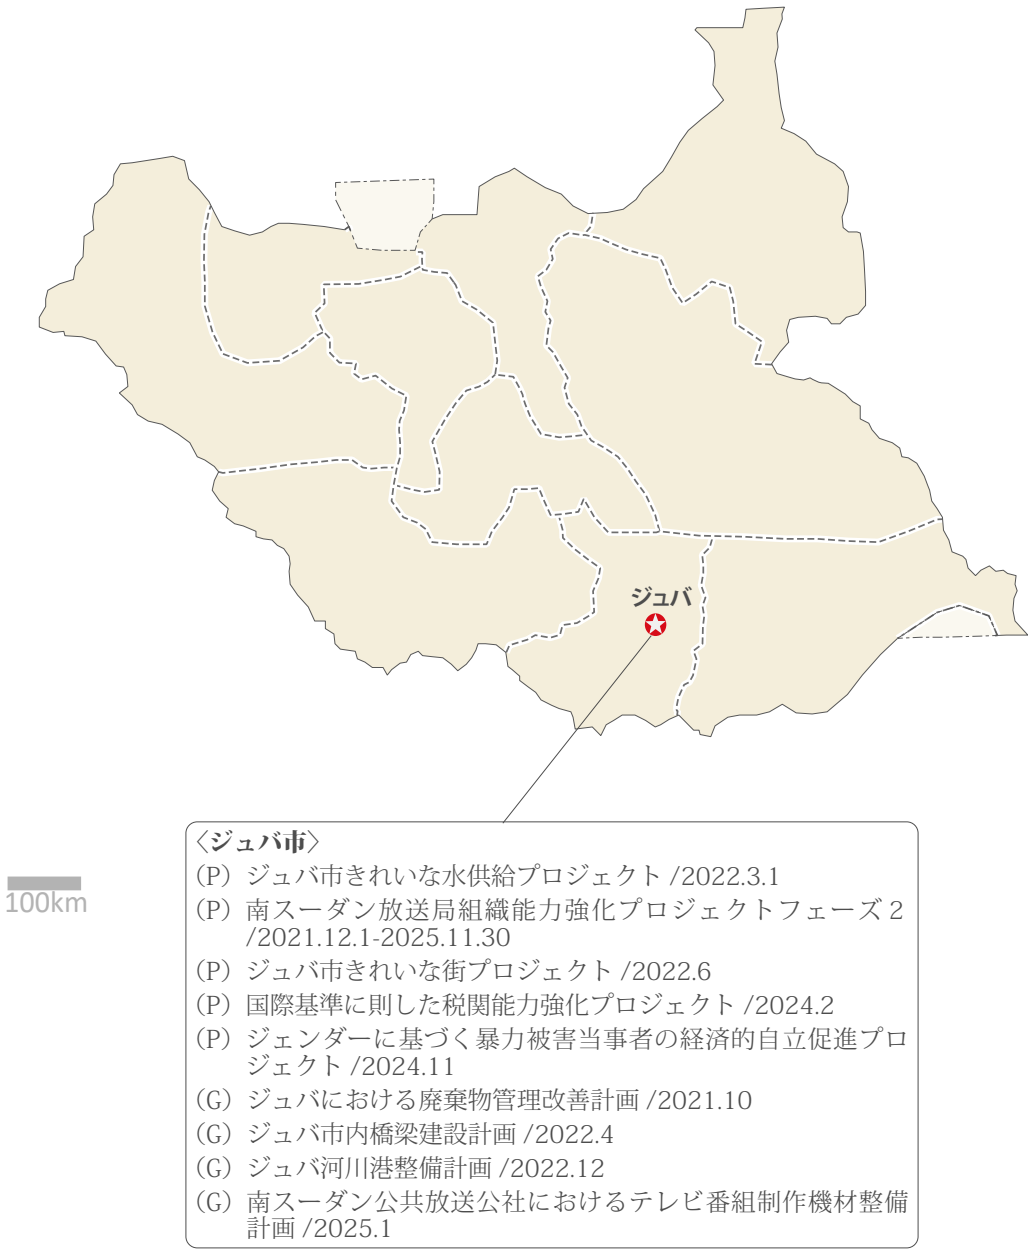 ジュバ
100km
〈ジュバ市〉
（P）ジュバ市きれいな水供給プロジェクト /2022.3.1
（P）南スーダン放送局組織能力強化プロジェクトフェーズ 2
/2021.12.1-2025.11.30
（P）ジュバ市きれいな街プロジェクト /2022.6
（P）国際基準に則した税関能力強化プロジェクト /2024.2
（P）ジェンダーに基づく暴力被害当事者の経済的自立促進プロ
ジェクト /2024.11
（G）ジュバにおける廃棄物管理改善計画 /2021.10
（G）ジュバ市内橋梁建設計画 /2022.4
（G）ジュバ河川港整備計画 /2022.12
（G）南スーダン公共放送公社におけるテレビ番組制作機材整備
計画 /2025.1